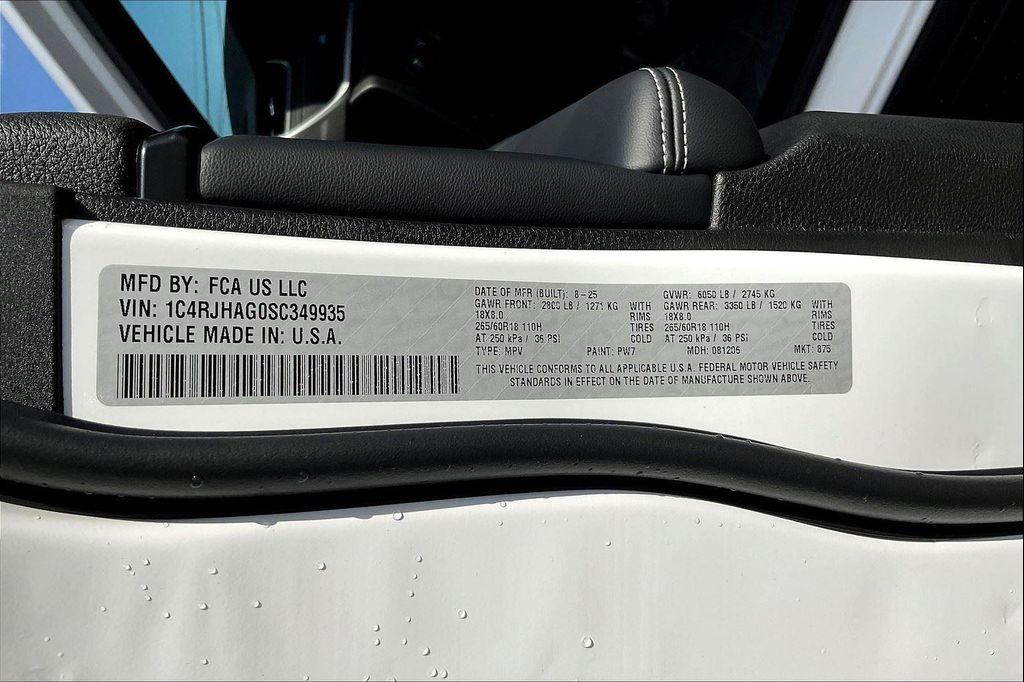 MFD BY: FCA US LLC
VIN: 1C4RJHAG0SC349935
VEHICLE MADE IN: U.S.A.
DATE OF MFR (BUILT): 8-25
GAWR FRONT: 2800 LB / 1271 KG WITH
18X8.0 RIMS
265/60R18 110H TIRES
AT 250 kPa / 36 PSI COLD
GVWR: 6050 LB / 2745 KG
GAWR REAR: 3350 LB / 1520 KG WITH
18X8.0 RIMS
265/60R18 110H TIRES
AT 250 kPa / 36 PSI COLD
TYPE: MPV PAINT: PW7 MDH: 081205 MKT: 875
THIS VEHICLE CONFORMS TO ALL APPLICABLE U.S.A. FEDERAL MOTOR VEHICLE SAFETY
STANDARDS IN EFFECT ON THE DATE OF MANUFACTURE SHOWN ABOVE.